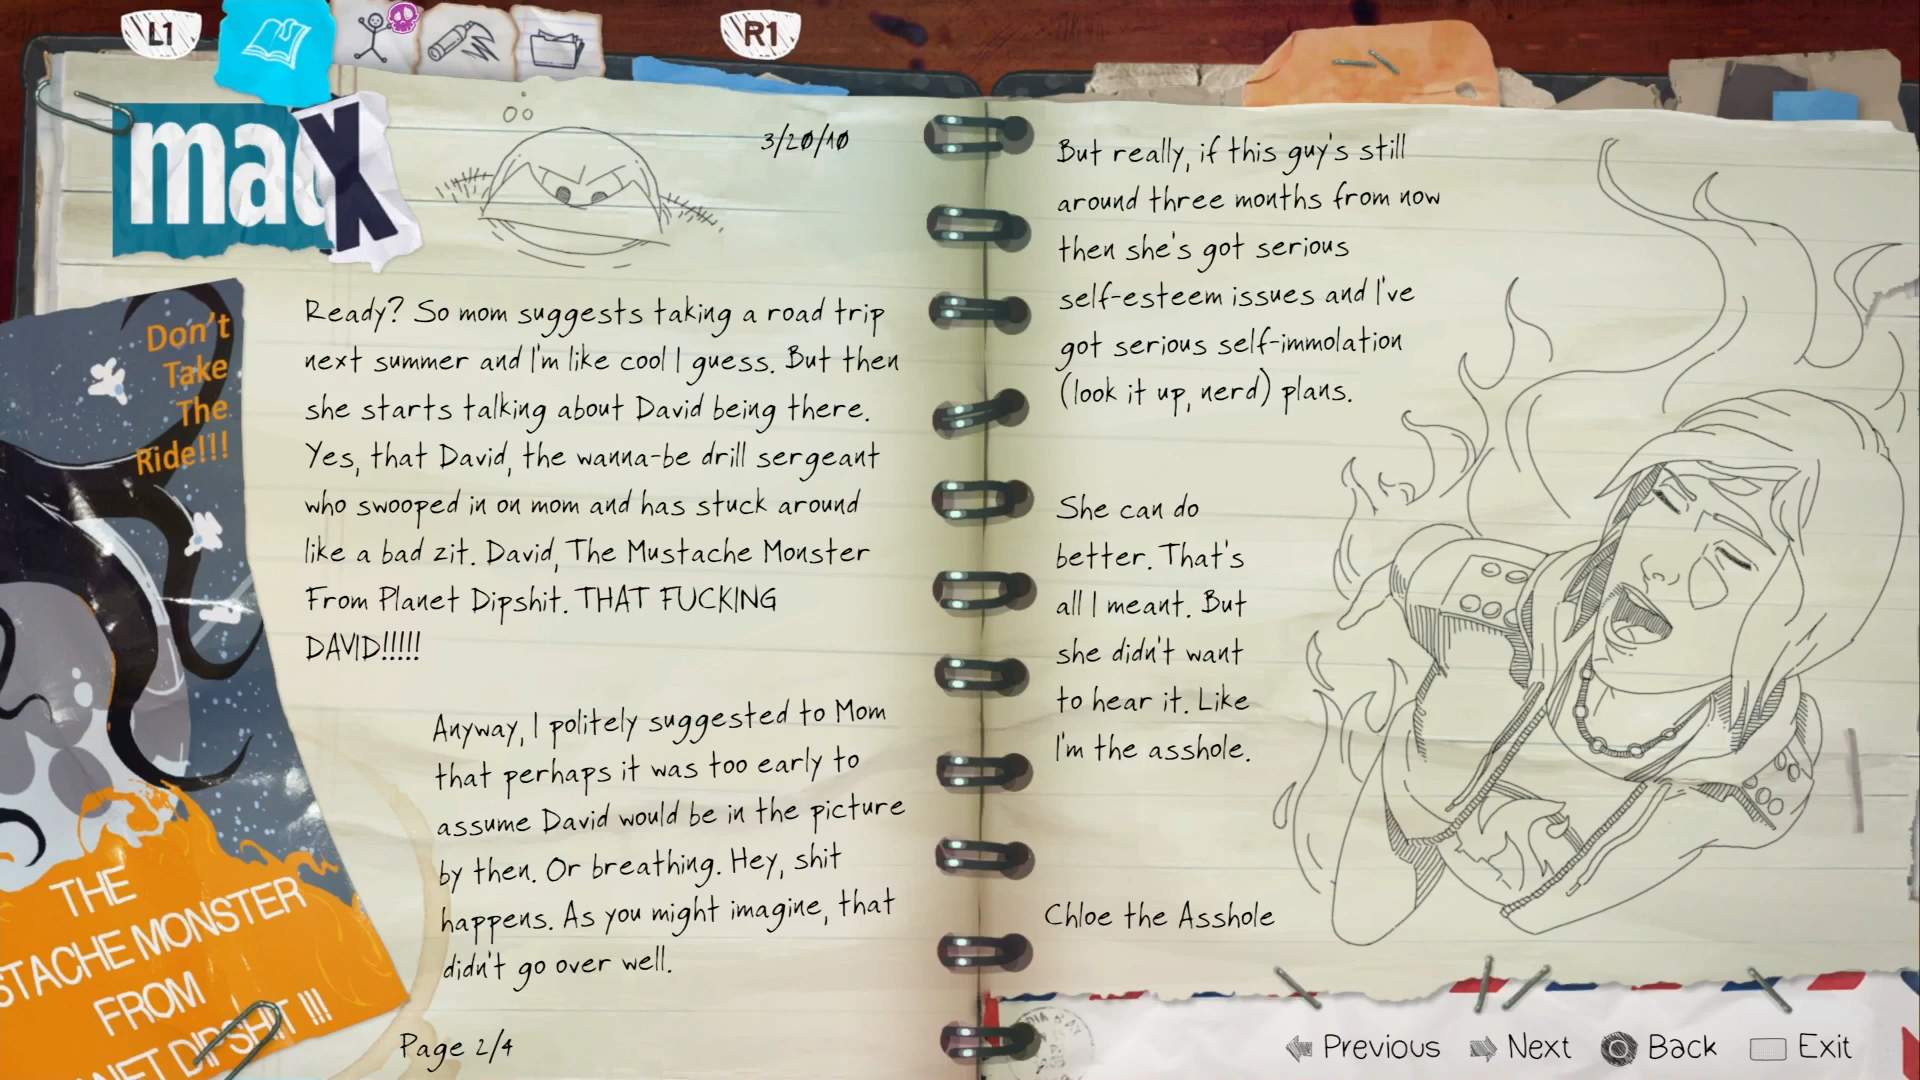 L1
R1
maX
3/20/10
Don't
Take
The
Ride!!!
Ready? So mom suggests taking a road trip
next summer and I'm like cool I guess. But then
she starts talking about David being there.
Yes, that David, the wanna-be drill sergeant
who swooped in on mom and has stuck around
like a bad zit. David, The Mustache Monster
From Planet Dipshit. THAT FUCKING
DAVID!!!!!
Anyway, I politely suggested to Mom
that perhaps it was too early to
assume David would be in the picture
by then. Or breathing. Hey, shit
happens. As you might imagine, that
didn't go over well.
THE
STACHE MONSTER
FROM
NET DIPSHIT !!!
Page 2/4
But really, if this guy's still
around three months from now
then she's got serious
self-esteem issues and I've
got serious self-immolation
(look it up, nerd) plans.
She can do
better. That's
all I meant. But
she didn't want
to hear it. Like
I'm the asshole.
Chloe the Asshole
Previous Next Back Exit